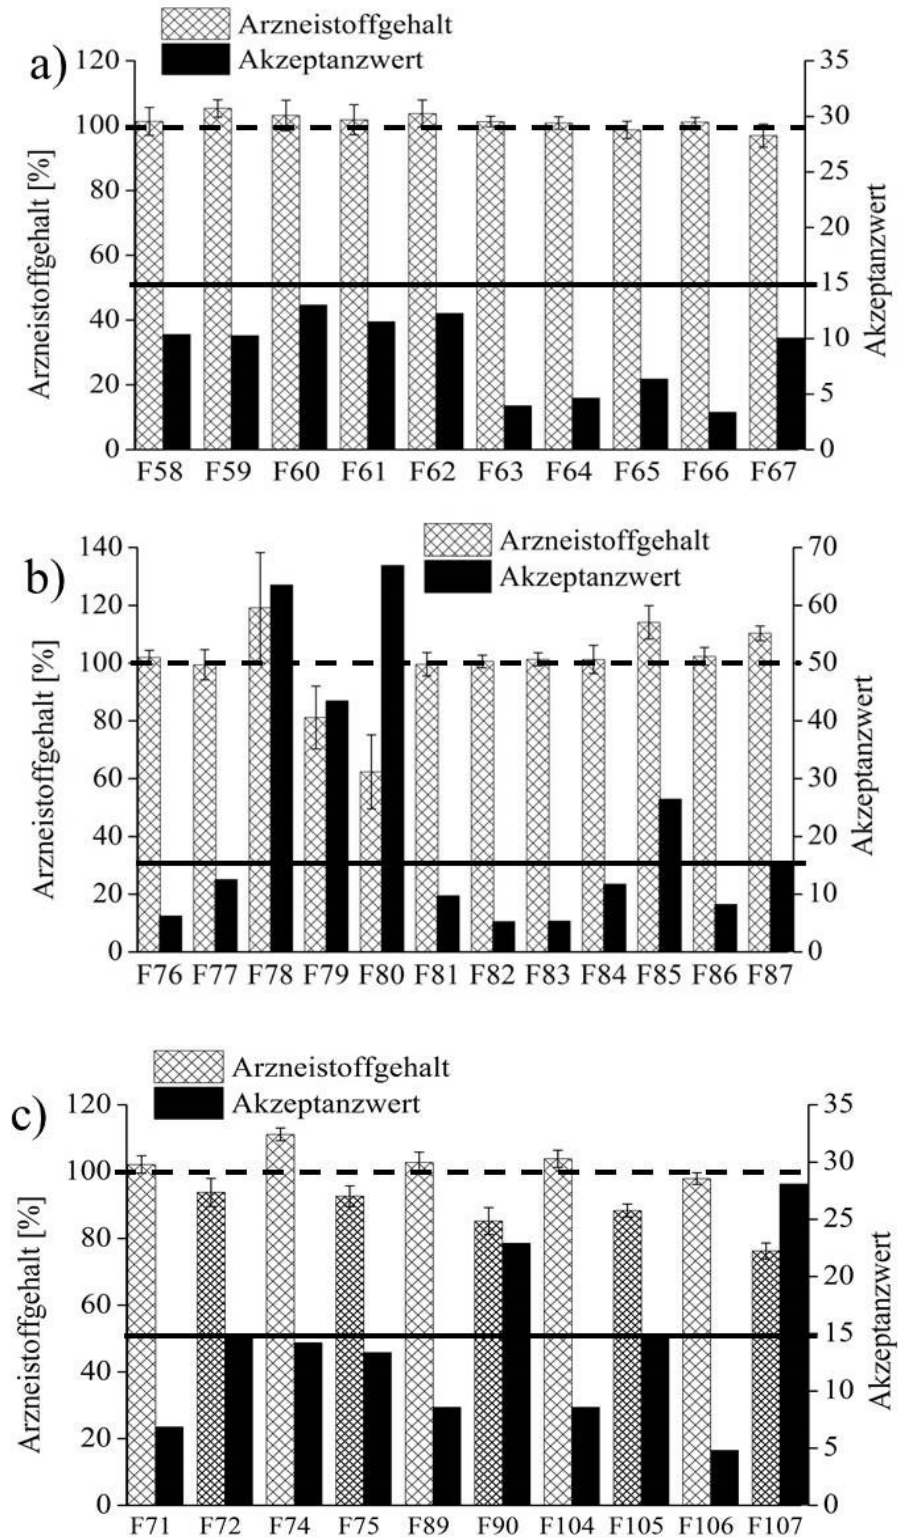 a)
Arzneistoffgehalt
Akzeptanzwert
120
100
80
60
40
20
0
Arzneistoffgehalt [%]
35
30
25
20
15
10
5
0
Akzeptanzwert
F58 F59 F60 F61 F62 F63 F64 F65 F66 F67
b)
Arzneistoffgehalt
Akzeptanzwert
140
120
100
80
60
40
20
0
Arzneistoffgehalt [%]
70
60
50
40
30
20
10
0
Akzeptanzwert
F76 F77 F78 F79 F80 F81 F82 F83 F84 F85 F86 F87
c)
Arzneistoffgehalt
Akzeptanzwert
120
100
80
60
40
20
0
Arzneistoffgehalt [%]
35
30
25
20
15
10
5
0
Akzeptanzwert
F71 F72 F74 F75 F89 F90 F104 F105 F106 F107